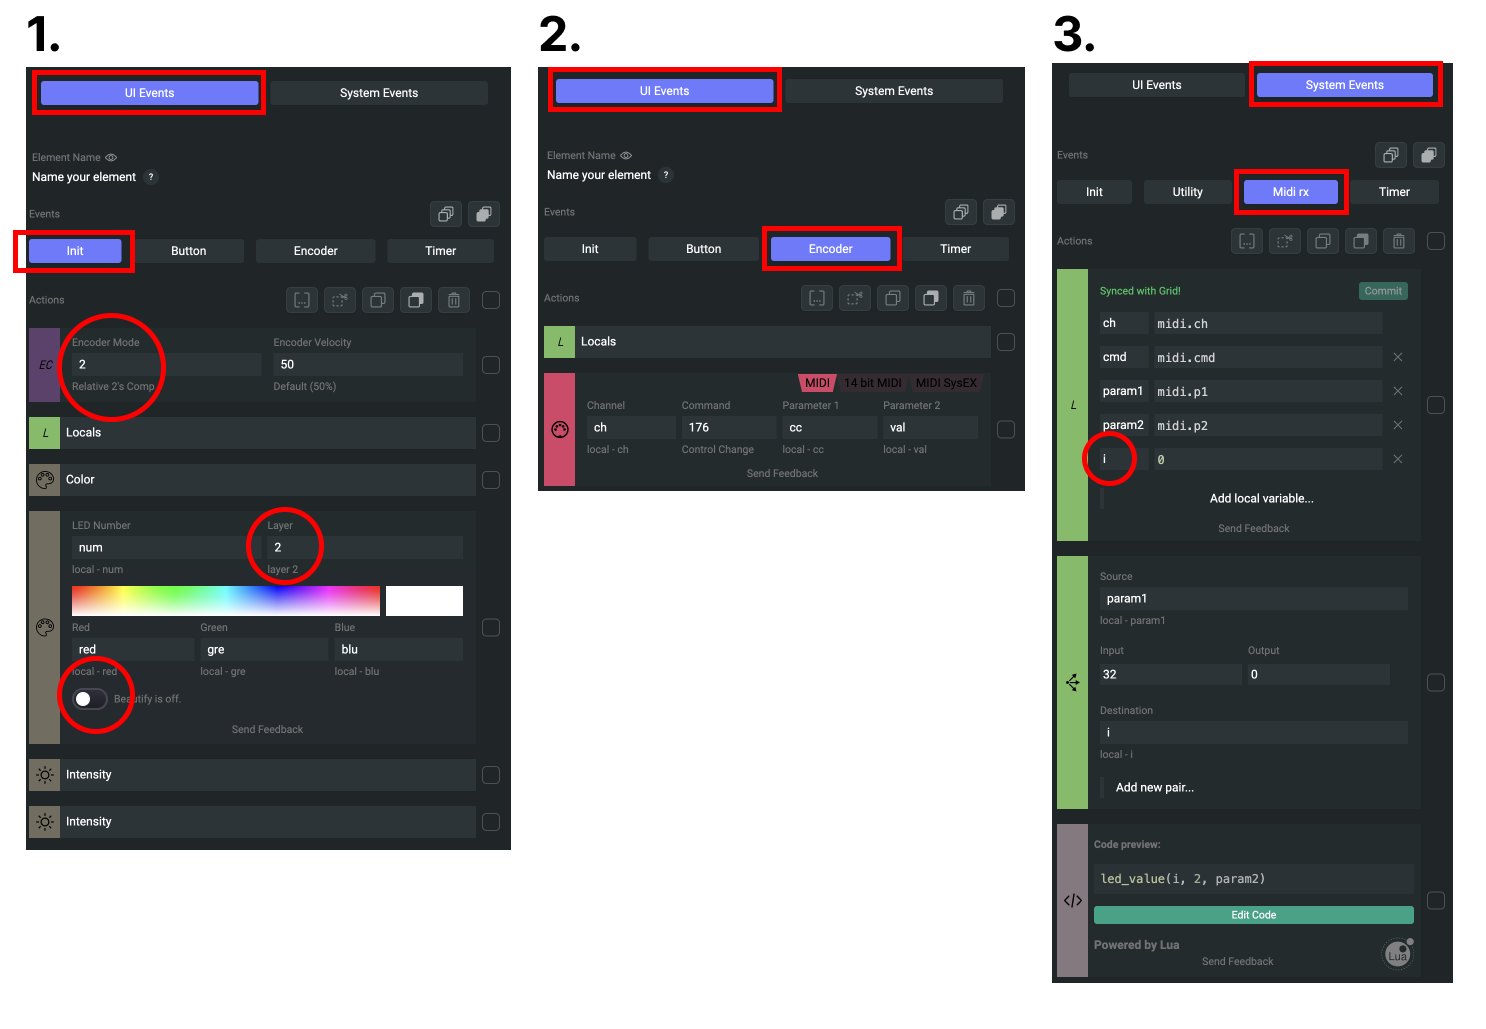 1.
UI Events
System Events
Element Name
Name your element ?
Events
Init
Button
Encoder
Timer
Actions
EC
Encoder Mode
Encoder Velocity
2
50
Relative 2's Comp
Default (50%)
L
Locals
Color
LED Number
Layer
num
2
local - num
layer 2
Red
Green
Blue
red
gre
blu
local - red
local - gre
local - blu
Beautify is off.
Send Feedback
Intensity
Intensity
2.
UI Events
System Events
Element Name
Name your element ?
Events
Init
Button
Encoder
Timer
Actions
L
Locals
MIDI
14 bit MIDI
MIDI SysEX
Channel
Command
Parameter 1
Parameter 2
ch
176
cc
val
local - ch
Control Change
local - cc
local - val
Send Feedback
3.
UI Events
System Events
Events
Init
Utility
Midi rx
Timer
Actions
[...]
L
Synced with Grid!
Commit
ch
midi.ch
cmd
midi.cmd
param1
midi.p1
param2
midi.p2
i
0
Add local variable...
Send Feedback
Source
param1
local - param1
Input
Output
32
0
Destination
i
local - i
Add new pair...
Code preview:
led_value(i, 2, param2)
</>
Edit Code
Powered by Lua
Lua
Send Feedback